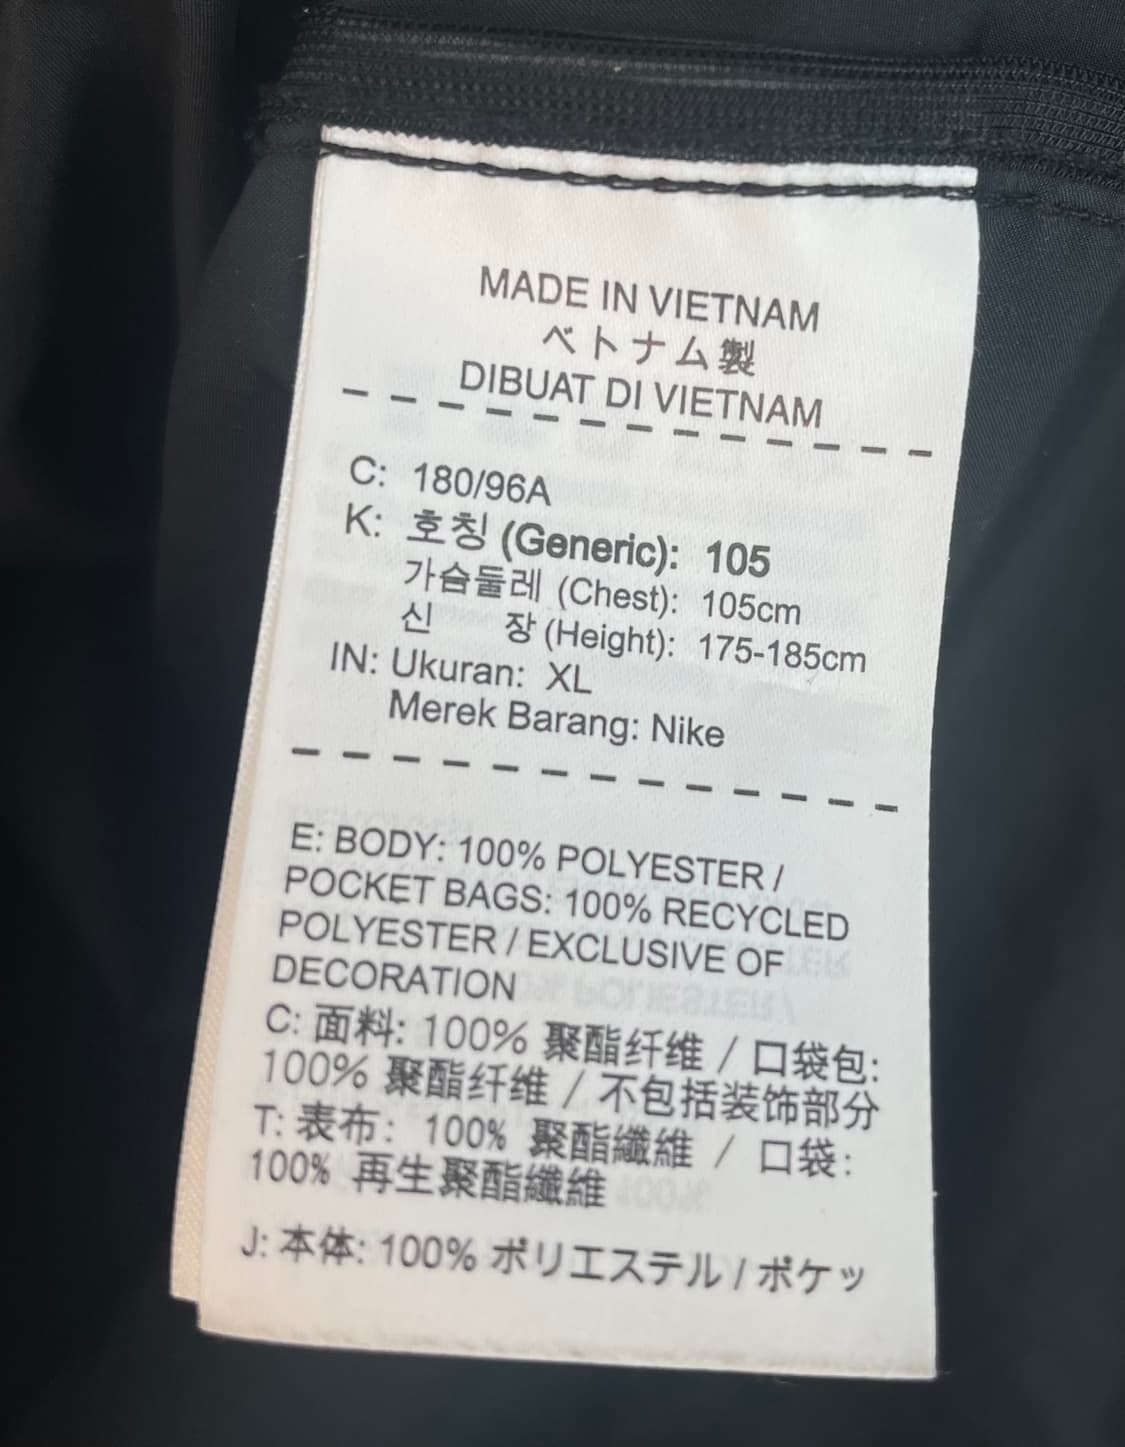 MADE IN VIETNAM
ベトナム製
DIBUAT DI VIETNAM
C: 180/96A
K: 호칭 (Generic): 105
가슴둘레 (Chest): 105cm
신 장 (Height): 175-185cm
IN: Ukuran: XL
Merek Barang: Nike
E: BODY: 100% POLYESTER /
POCKET BAGS: 100% RECYCLED
POLYESTER / EXCLUSIVE OF
DECORATION
C: 面料: 100% 聚酯纤维 / 口袋包:
100% 聚酯纤维 / 不包括装饰部分
T: 表布: 100% 聚酯纖維 / 口袋:
100% 再生聚酯纖維
J: 本体: 100% ポリエステル / ポケッ